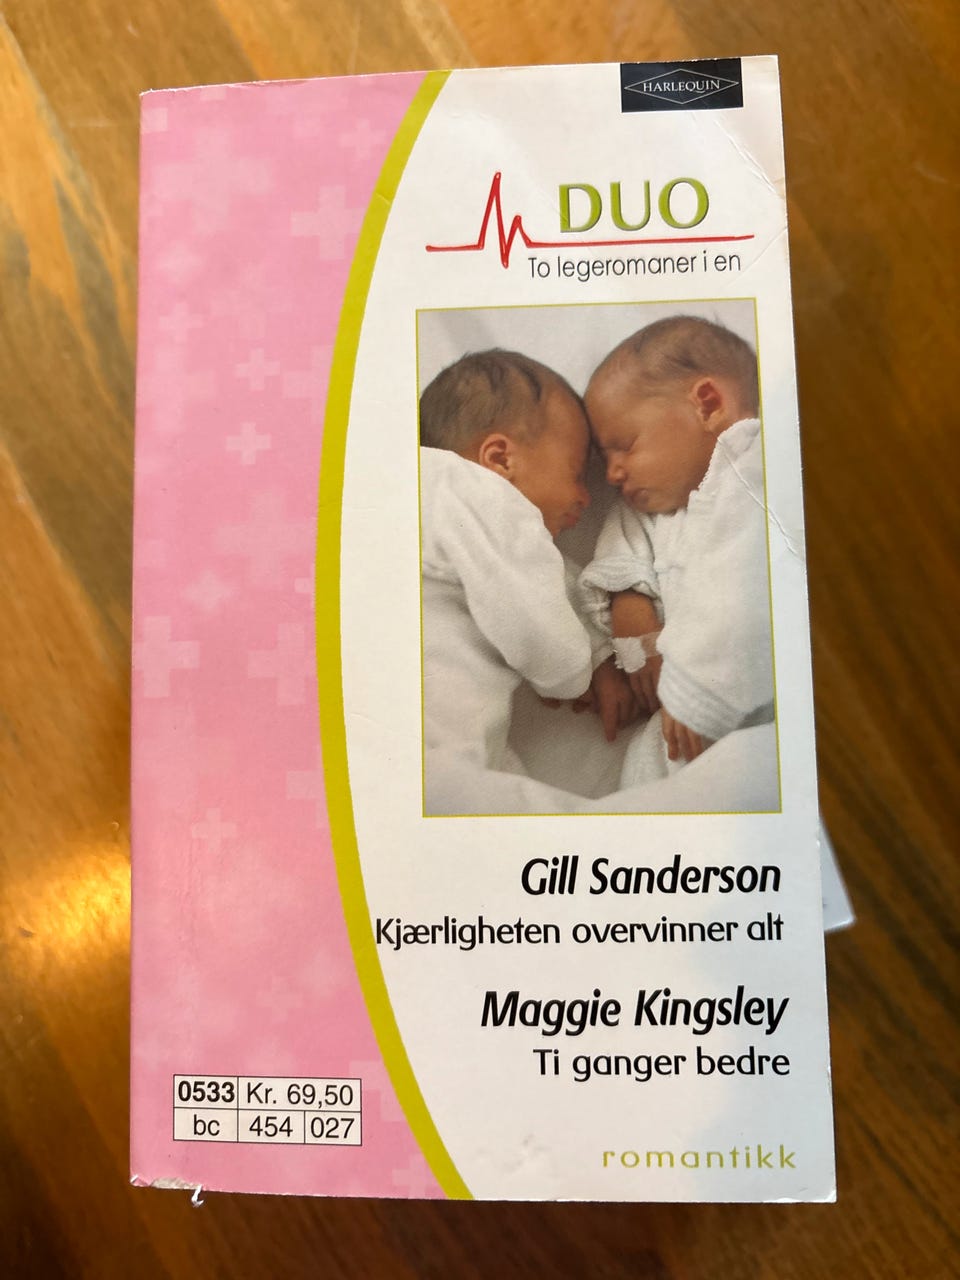 HARLEQUIN
DUO
To legeromaner i en
Gill Sanderson
Kjærligheten overvinner alt
Maggie Kingsley
Ti ganger bedre
0533 Kr. 69,50
bc 454 027
romantikk